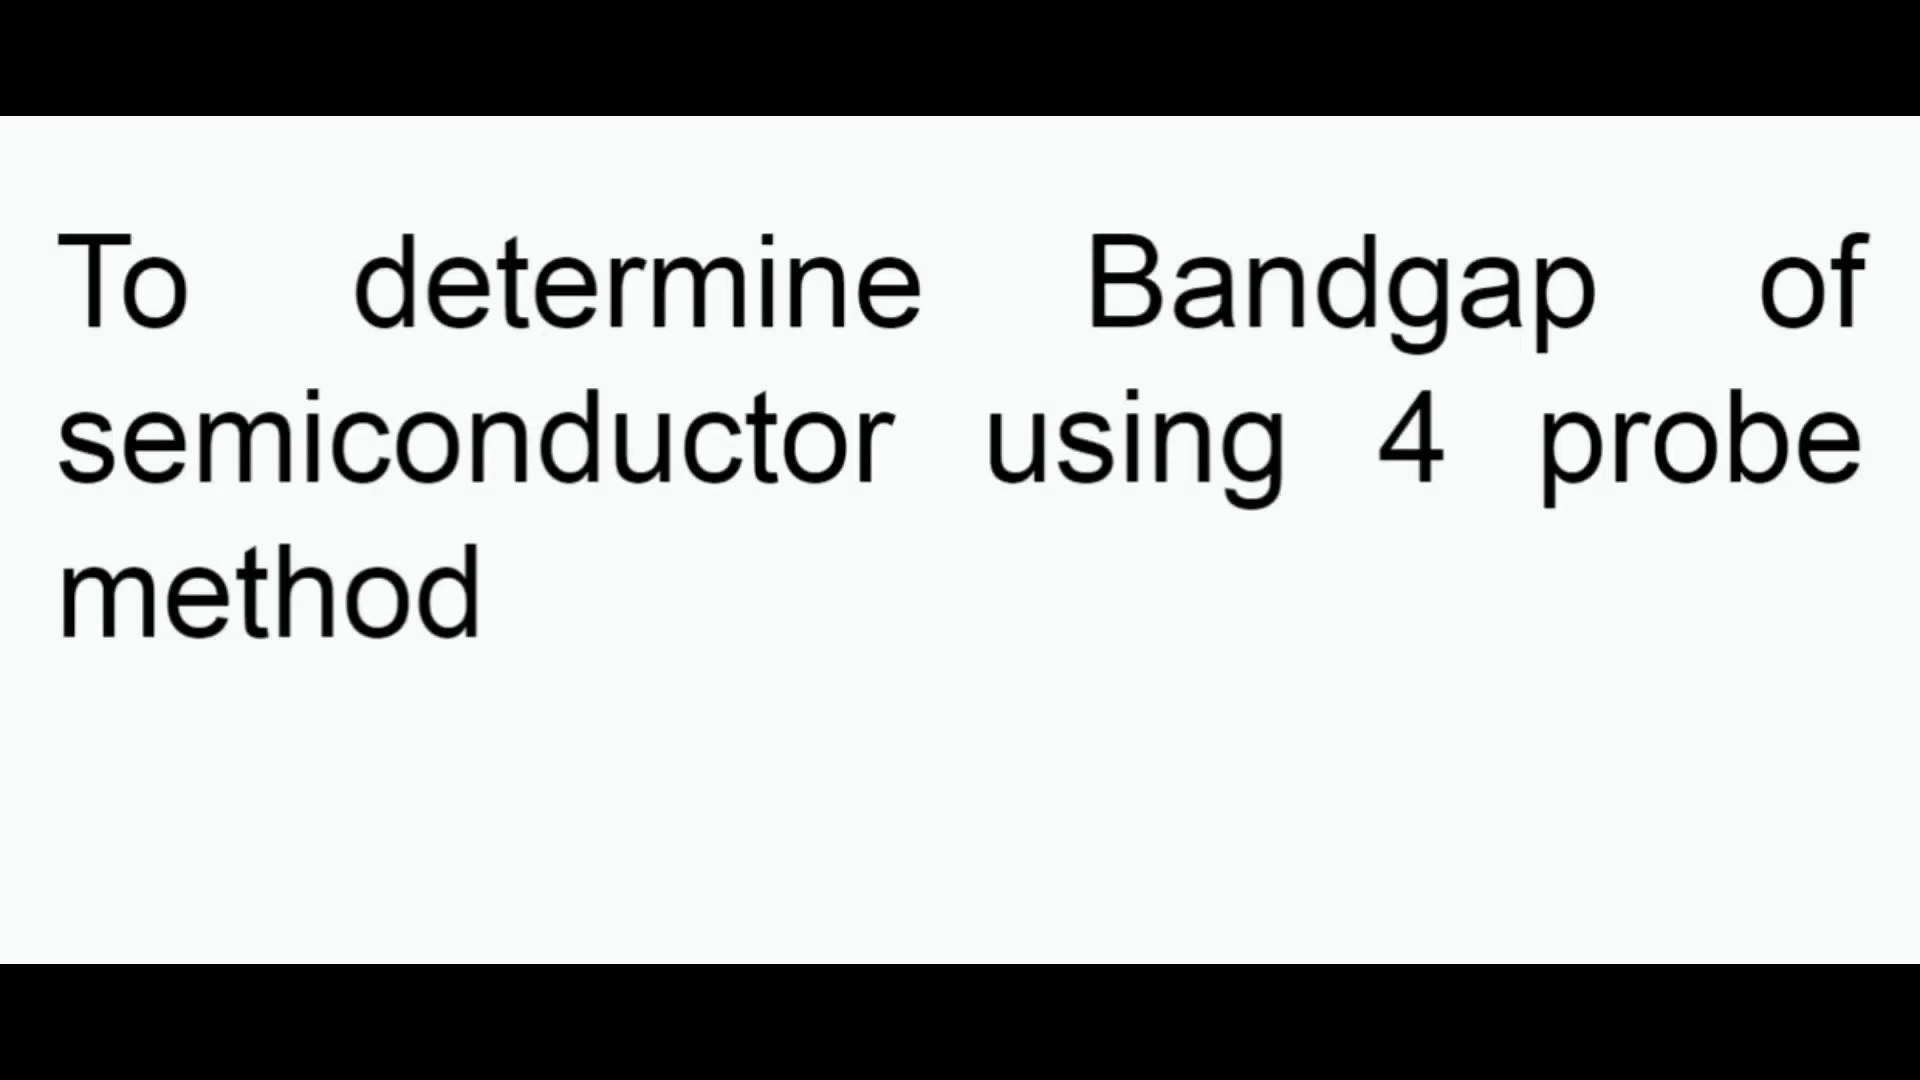 To determine Bandgap of
semiconductor using 4 probe
method